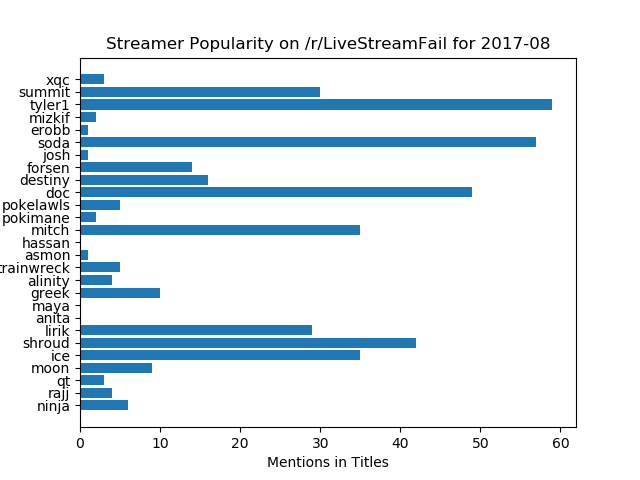 Streamer Popularity on /r/LiveStreamFail for 2017-08
xqc
summit
tyler1
mizkif
erobb
soda
josh
forsen
destiny
doc
pokelawls
pokimane
mitch
hassan
asmon
trainwreck
alinity
greek
maya
anita
lirik
shroud
ice
moon
qt
rajj
ninja
0 10 20 30 40 50 60
Mentions in Titles